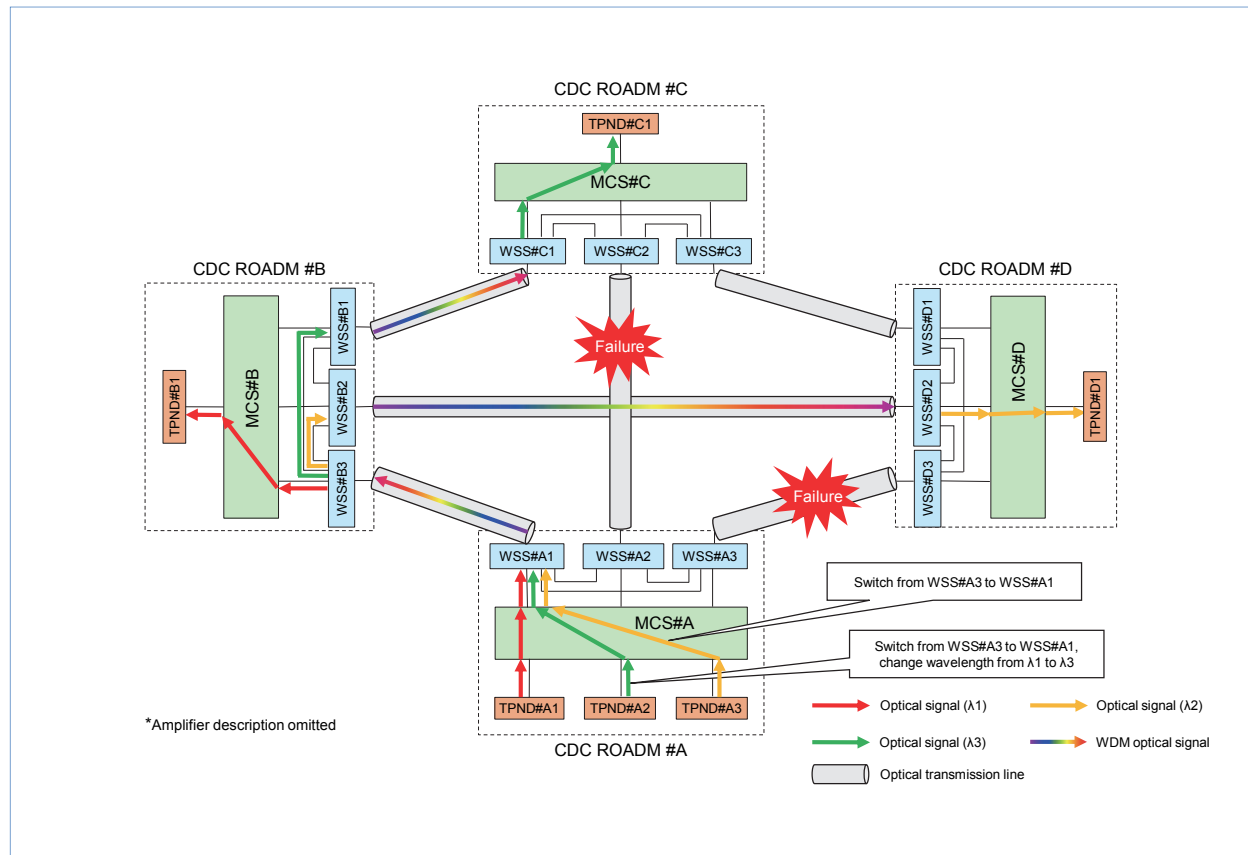 CDC ROADM #C
TPND#C1
MCS#C
WSS#C1
WSS#C2
WSS#C3
CDC ROADM #B
CDC ROADM #D
TPND#B1
MCS#B
WSS#B1
WSS#B2
WSS#B3
Failure
WSS#D1
WSS#D2
WSS#D3
MCS#D
TPND#D1
Failure
WSS#A1
WSS#A2
WSS#A3
MCS#A
TPND#A1
TPND#A2
TPND#A3
CDC ROADM #A
Switch from WSS#A3 to WSS#A1
Switch from WSS#A3 to WSS#A1,
change wavelength from λ1 to λ3
*Amplifier description omitted
Optical signal (λ1)
Optical signal (λ2)
Optical signal (λ3)
WDM optical signal
Optical transmission line